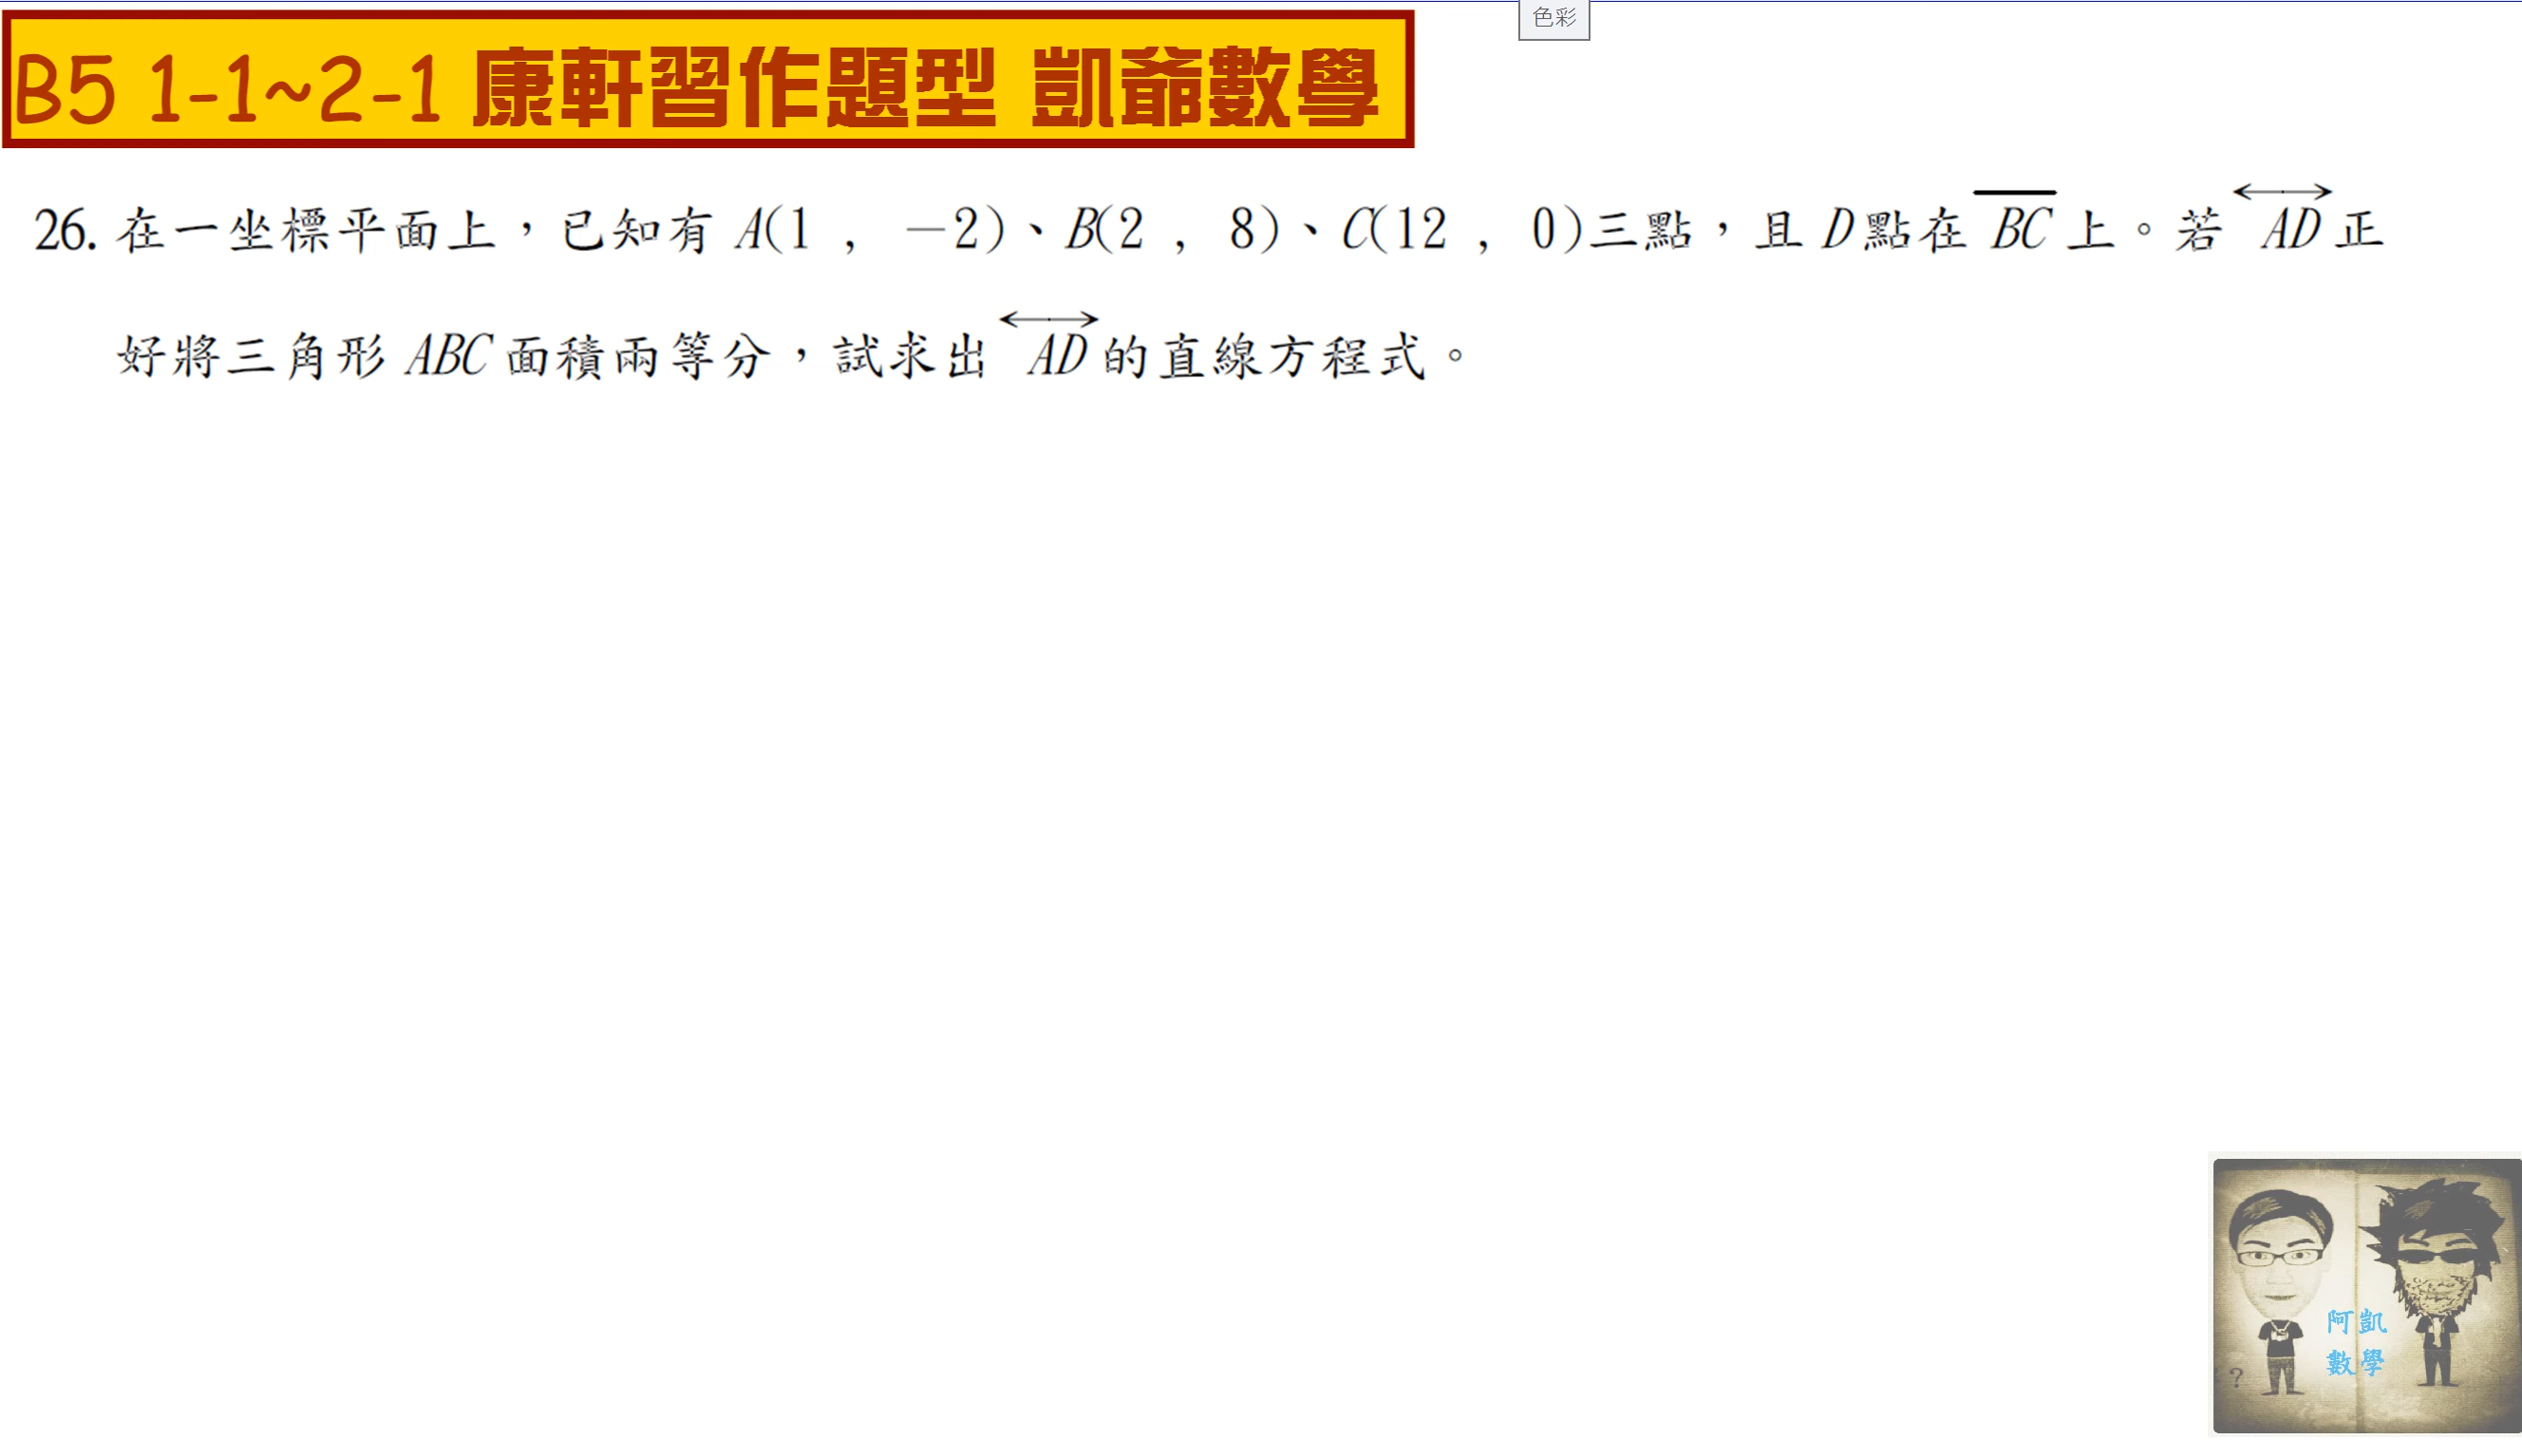 色彩
B5 1-1~2-1 康軒習作題型 凱爺數學
26. 在一坐標平面上，已知有 A(1 , －2)、B(2 , 8)、C(12 , 0)三點，且 D 點在 BC 上。若 AD 正
好將三角形 ABC 面積兩等分，試求出 AD 的直線方程式。
阿凱
數學
?